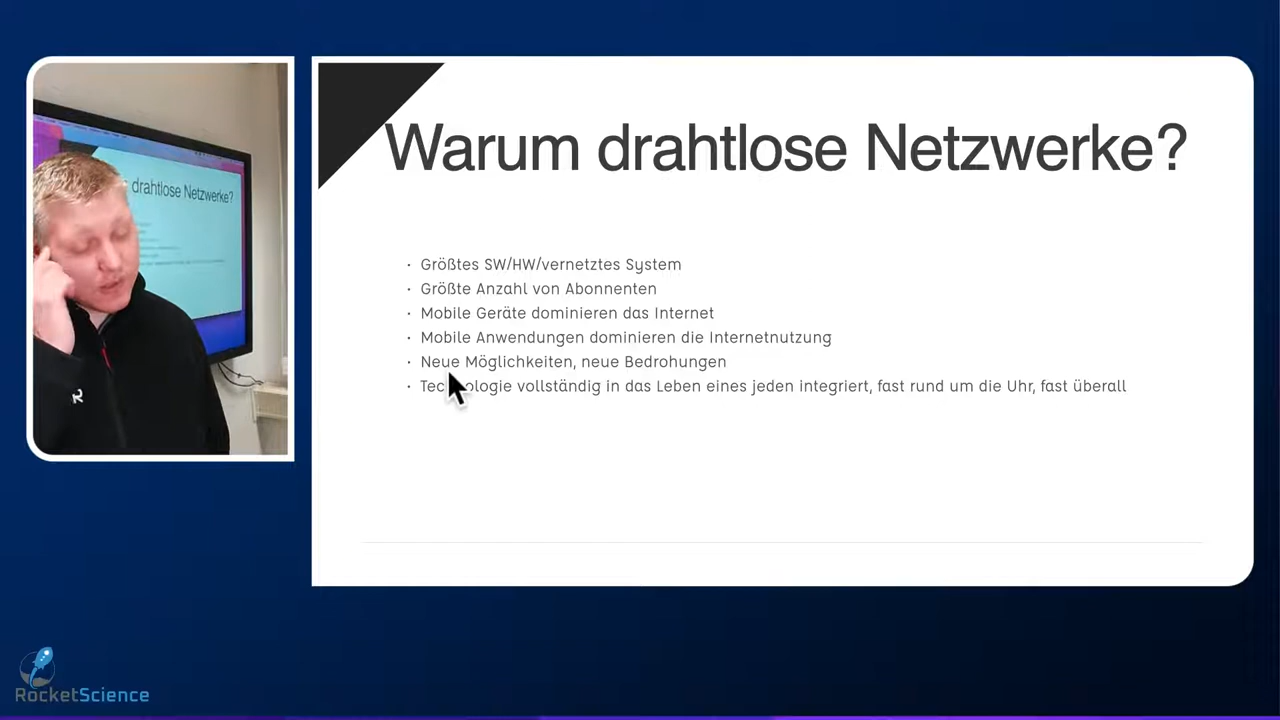 Warum drahtlose Netzwerke?
drahtlose Netzwerke?
• Größtes SW/HW/vernetztes System
• Größte Anzahl von Abonnenten
• Mobile Geräte dominieren das Internet
• Mobile Anwendungen dominieren die Internetnutzung
• Neue Möglichkeiten, neue Bedrohungen
• Technologie vollständig in das Leben eines jeden integriert, fast rund um die Uhr, fast überall
RocketScience